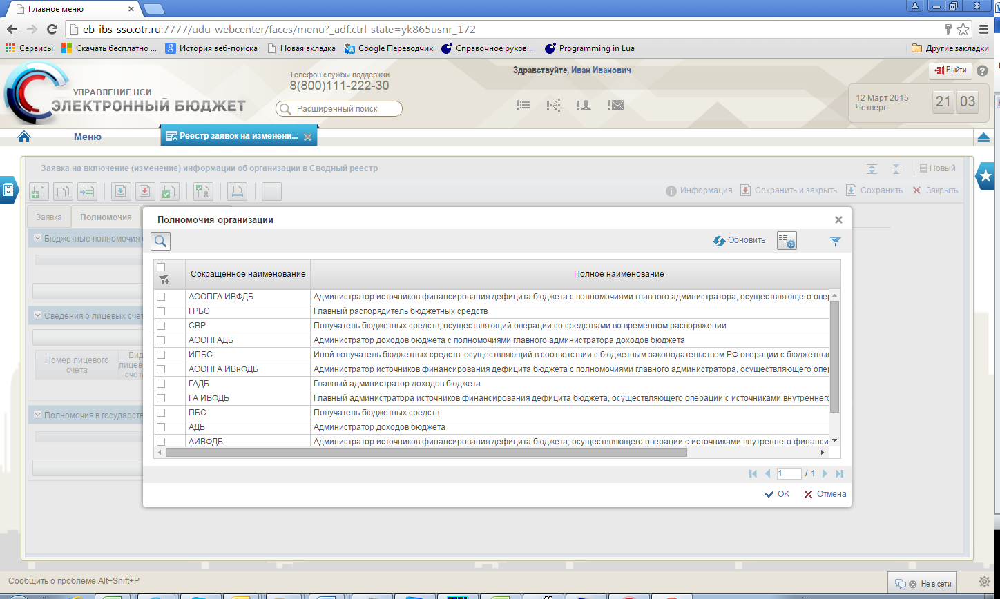 Главное меню
eb-ibs-sso.otr.ru:7777/udu-webcenter/faces/menu?_adf.ctrl-state=yk865usnr_172
Сервисы Скачать бесплатно ... История веб-поиска Новая вкладка Google Переводчик Справочное руков... Programming in Lua Другие закладки
УПРАВЛЕНИЕ НСИ
ЭЛЕКТРОННЫЙ БЮДЖЕТ
Телефон службы поддержки
8(800)111-222-30
Расширенный поиск
Здравствуйте, Иван Иванович
Выйти
12 Март 2015
Четверг
21 03
Меню Реестр заявок на изменени...
Заявка на включение (изменение) информации об организации в Сводный реестр
Новый
Информация Сохранить и закрыть Сохранить Закрыть
Заявка Полномочия
Бюджетные полномочия
Сведения о лицевых счет
Номер лицевого счета
Вид лицев счета
Полномочия в государств
Полномочия организации
Обновить
Сокращенное наименование Полное наименование
АООПГА ИВФДБ Администратор источников финансирования дефицита бюджета с полномочиями главного администратора, осуществляющего опе
ГРБС Главный распорядитель бюджетных средств
СВР Получатель бюджетных средств, осуществляющий операции со средствами во временном распоряжении
АООПГАДБ Администратор доходов бюджета с полномочиями главного администратора доходов бюджета
ИПБС Иной получатель бюджетных средств, осуществляющий в соответствии с бюджетным законодательством РФ операции с бюджетны
АООПГА ИВнФДБ Администратор источников финансирования дефицита бюджета с полномочиями главного администратора, осуществляющего опе
ГАДБ Главный администратор доходов бюджета
ГА ИВФДБ Главный администратора источников финансирования дефицита бюджета, осуществляющего операции с источниками внутреннего
ПБС Получатель бюджетных средств
АДБ Администратор доходов бюджета
АИВФДБ Администратор источников финансирования дефицита бюджета, осуществляющего операции с источниками внутреннего финанси
1 / 1
OK Отмена
Сообщить о проблеме Alt+Shift+P
Не в сети